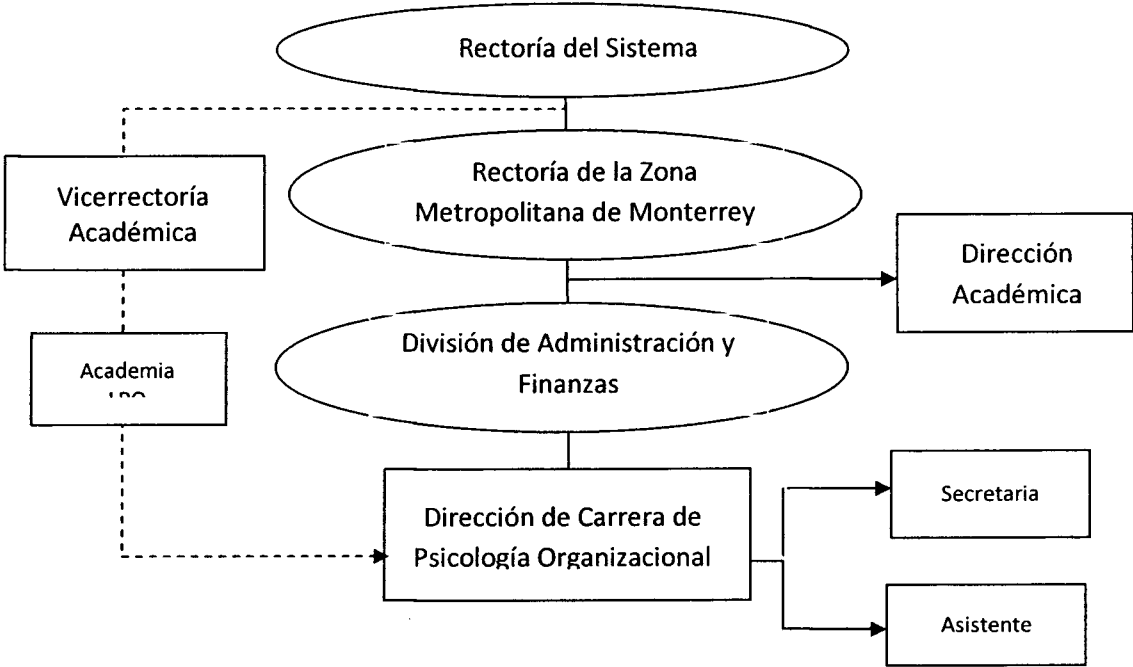 Rectoría del Sistema
Rectoría de la Zona
Metropolitana de Monterrey
Vicerrectoría
Académica
Dirección
Académica
División de Administración y
Finanzas
Academia
Dirección de Carrera de
Psicología Organizacional
Secretaria
Asistente